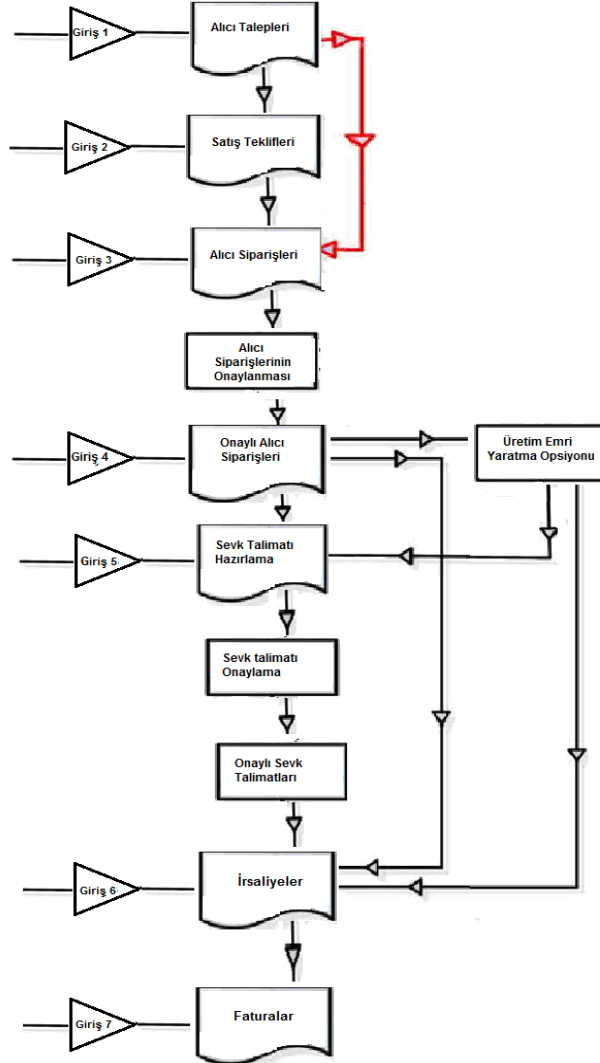 Giriş 1
Alıcı Talepleri
Giriş 2
Satış Teklifleri
Giriş 3
Alıcı Siparişleri
Alıcı
Siparişlerinin
Onaylanması
Giriş 4
Onaylı Alıcı
Siparişleri
Üretim Emri
Yaratma Opsiyonu
Giriş 5
Sevk Talimatı
Hazırlama
Sevk talimatı
Onaylama
Onaylı Sevk
Talimatları
Giriş 6
İrsaliyeler
Giriş 7
Faturalar